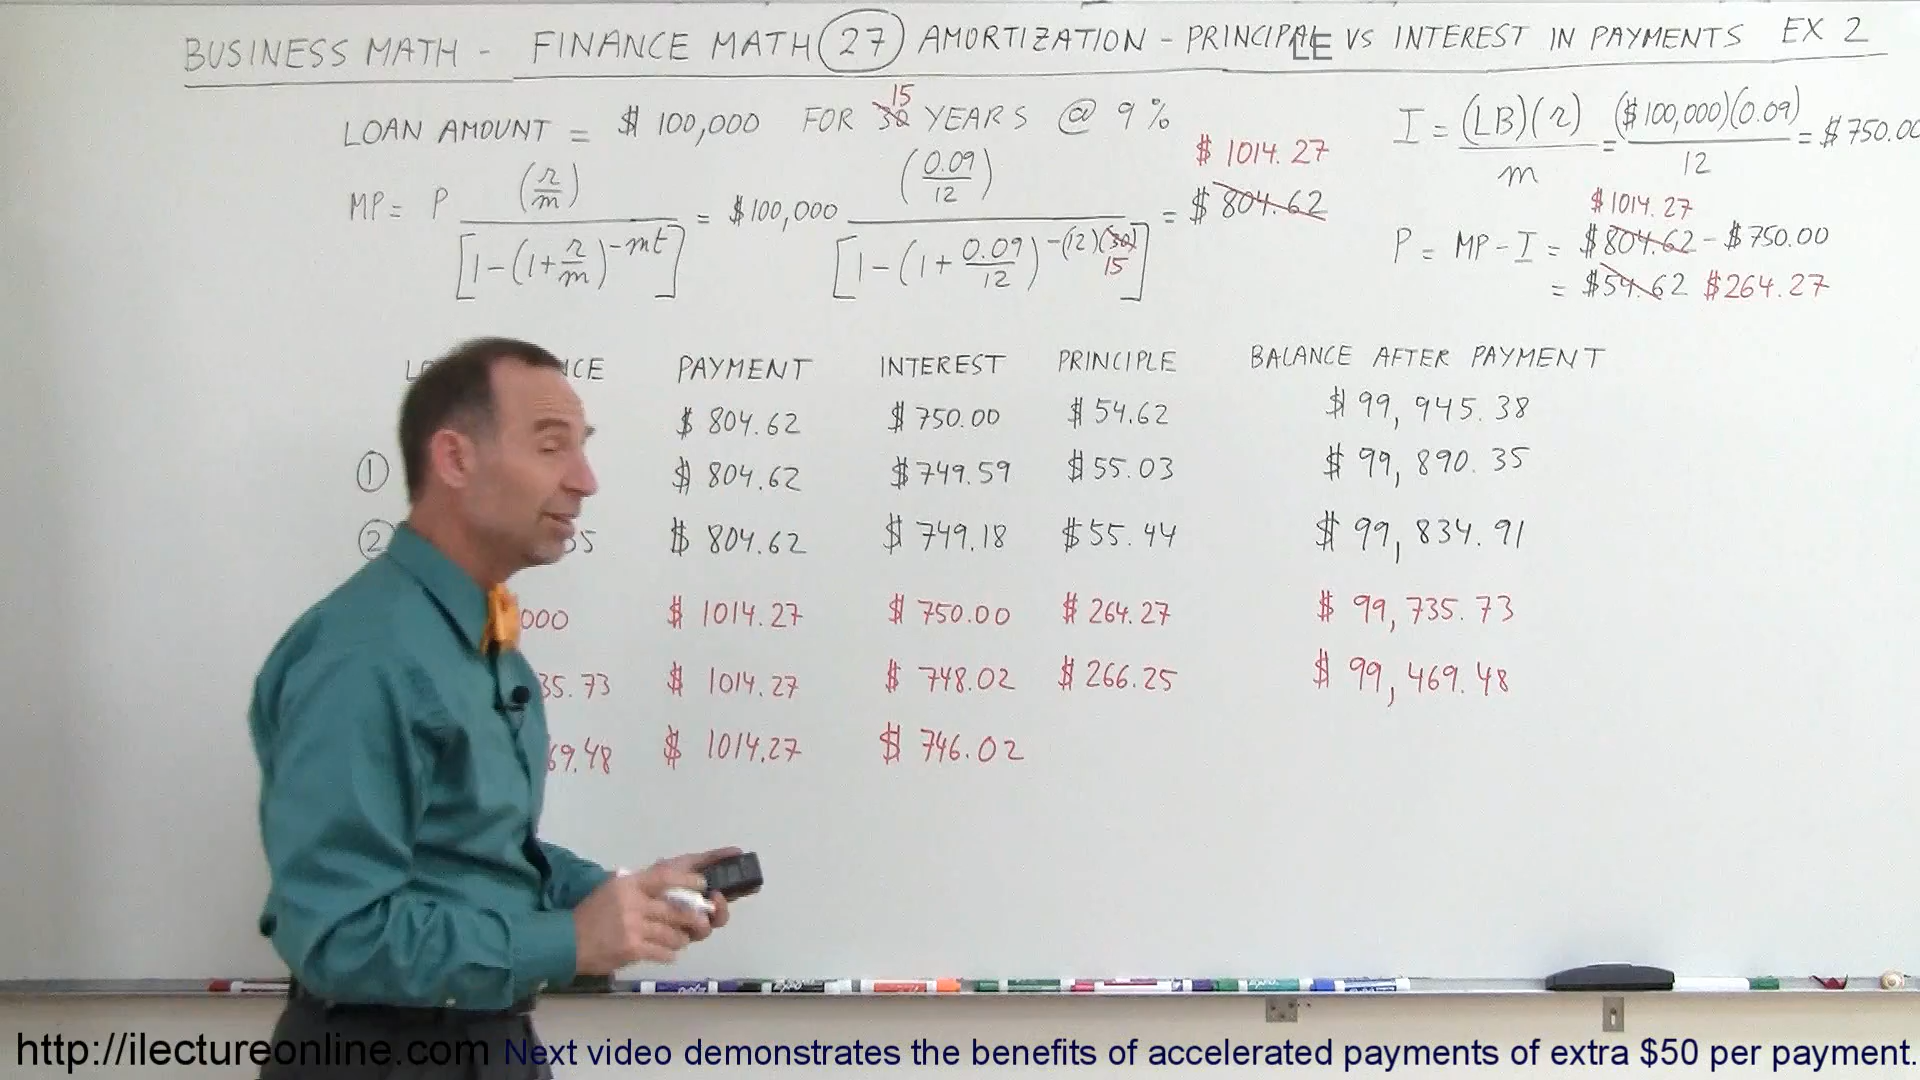 BUSINESS MATH - FINANCE MATH 27 AMORTIZATION - PRINCIPLE VS INTEREST IN PAYMENTS EX 2
LOAN AMOUNT = $ 100,000 FOR 30 15 YEARS @ 9%
MP = P (r/m) / [1-(1+r/m)^-mt] = $100,000 (0.09/12) / [1-(1+0.09/12)^-(12)(30) 15] = $ 804.62 $ 1014.27
I = (LB)(r)/m = ($100,000)(0.09)/12 = $750.00
P = MP - I = $804.62 $1014.27 - $750.00
= $54.62 $264.27
PAYMENT INTEREST PRINCIPLE BALANCE AFTER PAYMENT
$ 804.62 $ 750.00 $ 54.62 $ 99,945.38
1 $ 804.62 $ 749.59 $ 55.03 $ 99,890.35
2 $ 804.62 $ 749.18 $ 55.44 $ 99,834.91
000 $ 1014.27 $ 750.00 $ 264.27 $ 99,735.73
35.73 $ 1014.27 $ 748.02 $ 266.25 $ 99,469.48
69.48 $ 1014.27 $ 746.02
http://ilectureonline.com Next video demonstrates the benefits of accelerated payments of extra $50 per payment.